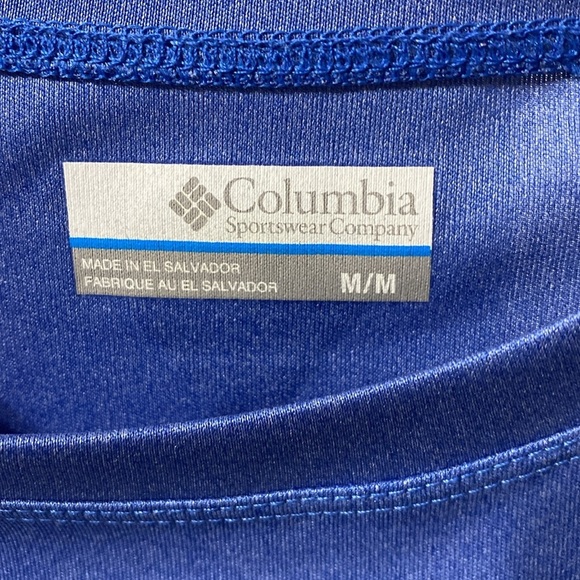 Columbia
Sportswear Company
MADE IN EL SALVADOR
FABRIQUE AU EL SALVADOR
M/M